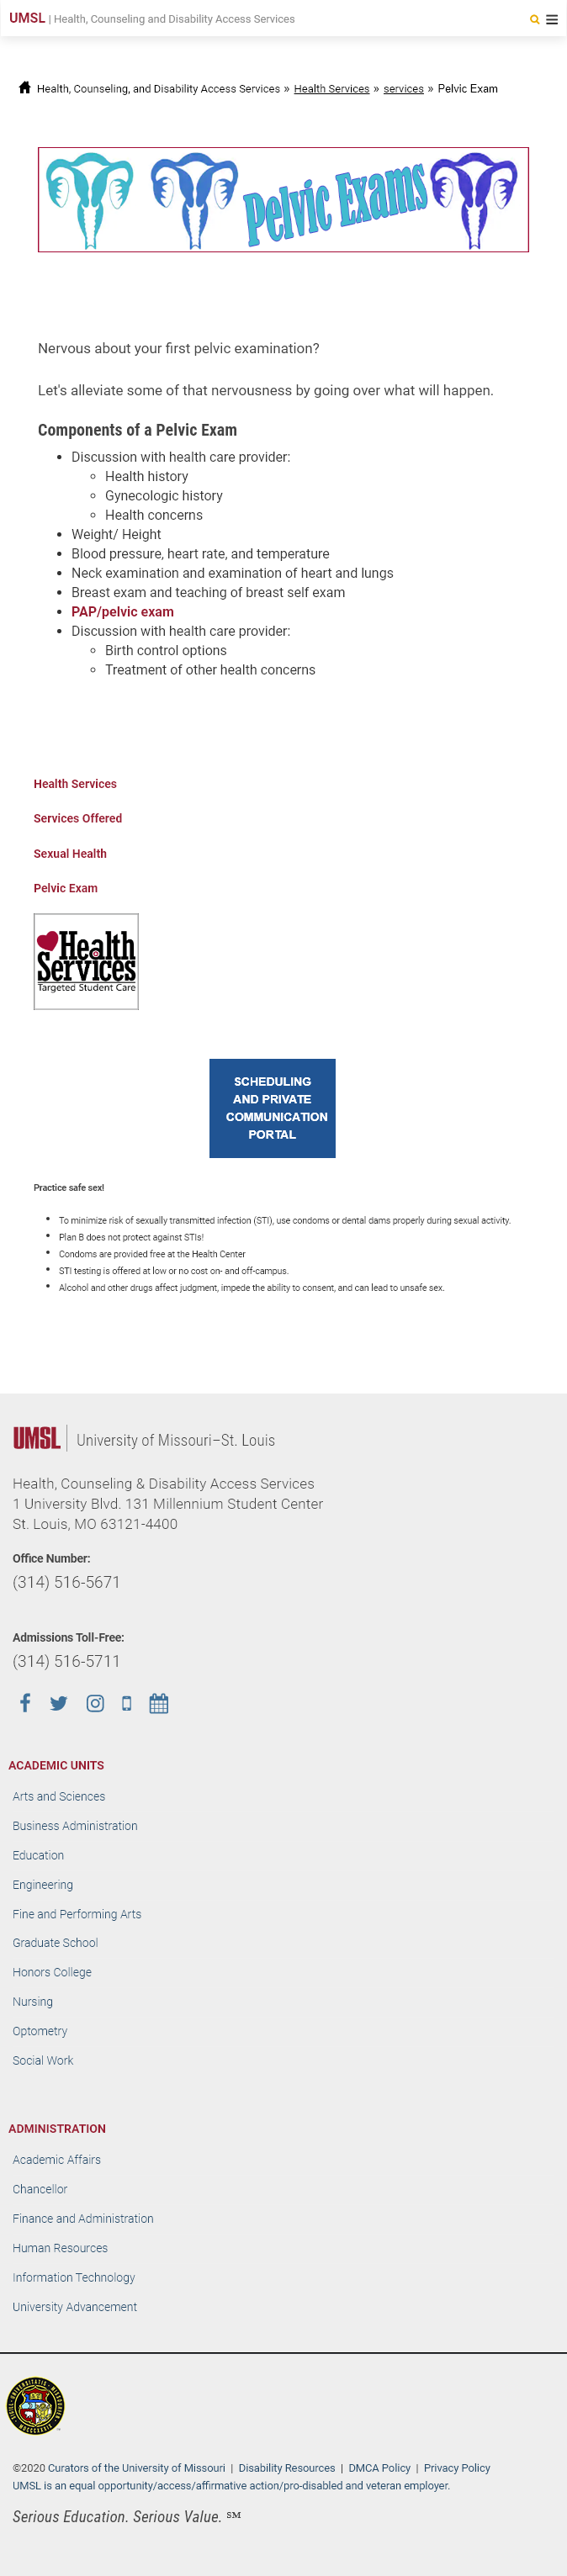 UMSL | Health, Counseling and Disability Access Services
Health, Counseling, and Disability Access Services » Health Services » services » Pelvic Exam
Pelvic Exams
Nervous about your first pelvic examination?
Let's alleviate some of that nervousness by going over what will happen.
Components of a Pelvic Exam
• Discussion with health care provider:
◦ Health history
◦ Gynecologic history
◦ Health concerns
• Weight/ Height
• Blood pressure, heart rate, and temperature
• Neck examination and examination of heart and lungs
• Breast exam and teaching of breast self exam
• PAP/pelvic exam
• Discussion with health care provider:
◦ Birth control options
◦ Treatment of other health concerns
Health Services
Services Offered
Sexual Health
Pelvic Exam
Health
Services
Targeted Student Care
SCHEDULING
AND PRIVATE
COMMUNICATION
PORTAL
Practice safe sex!
• To minimize risk of sexually transmitted infection (STI), use condoms or dental dams properly during sexual activity.
• Plan B does not protect against STIs!
• Condoms are provided free at the Health Center
• STI testing is offered at low or no cost on- and off-campus.
• Alcohol and other drugs affect judgment, impede the ability to consent, and can lead to unsafe sex.
UMSL | University of Missouri–St. Louis
Health, Counseling & Disability Access Services
1 University Blvd. 131 Millennium Student Center
St. Louis, MO 63121-4400
Office Number:
(314) 516-5671
Admissions Toll-Free:
(314) 516-5711
ACADEMIC UNITS
Arts and Sciences
Business Administration
Education
Engineering
Fine and Performing Arts
Graduate School
Honors College
Nursing
Optometry
Social Work
ADMINISTRATION
Academic Affairs
Chancellor
Finance and Administration
Human Resources
Information Technology
University Advancement
©2020 Curators of the University of Missouri | Disability Resources | DMCA Policy | Privacy Policy
UMSL is an equal opportunity/access/affirmative action/pro-disabled and veteran employer.
Serious Education. Serious Value. ℠